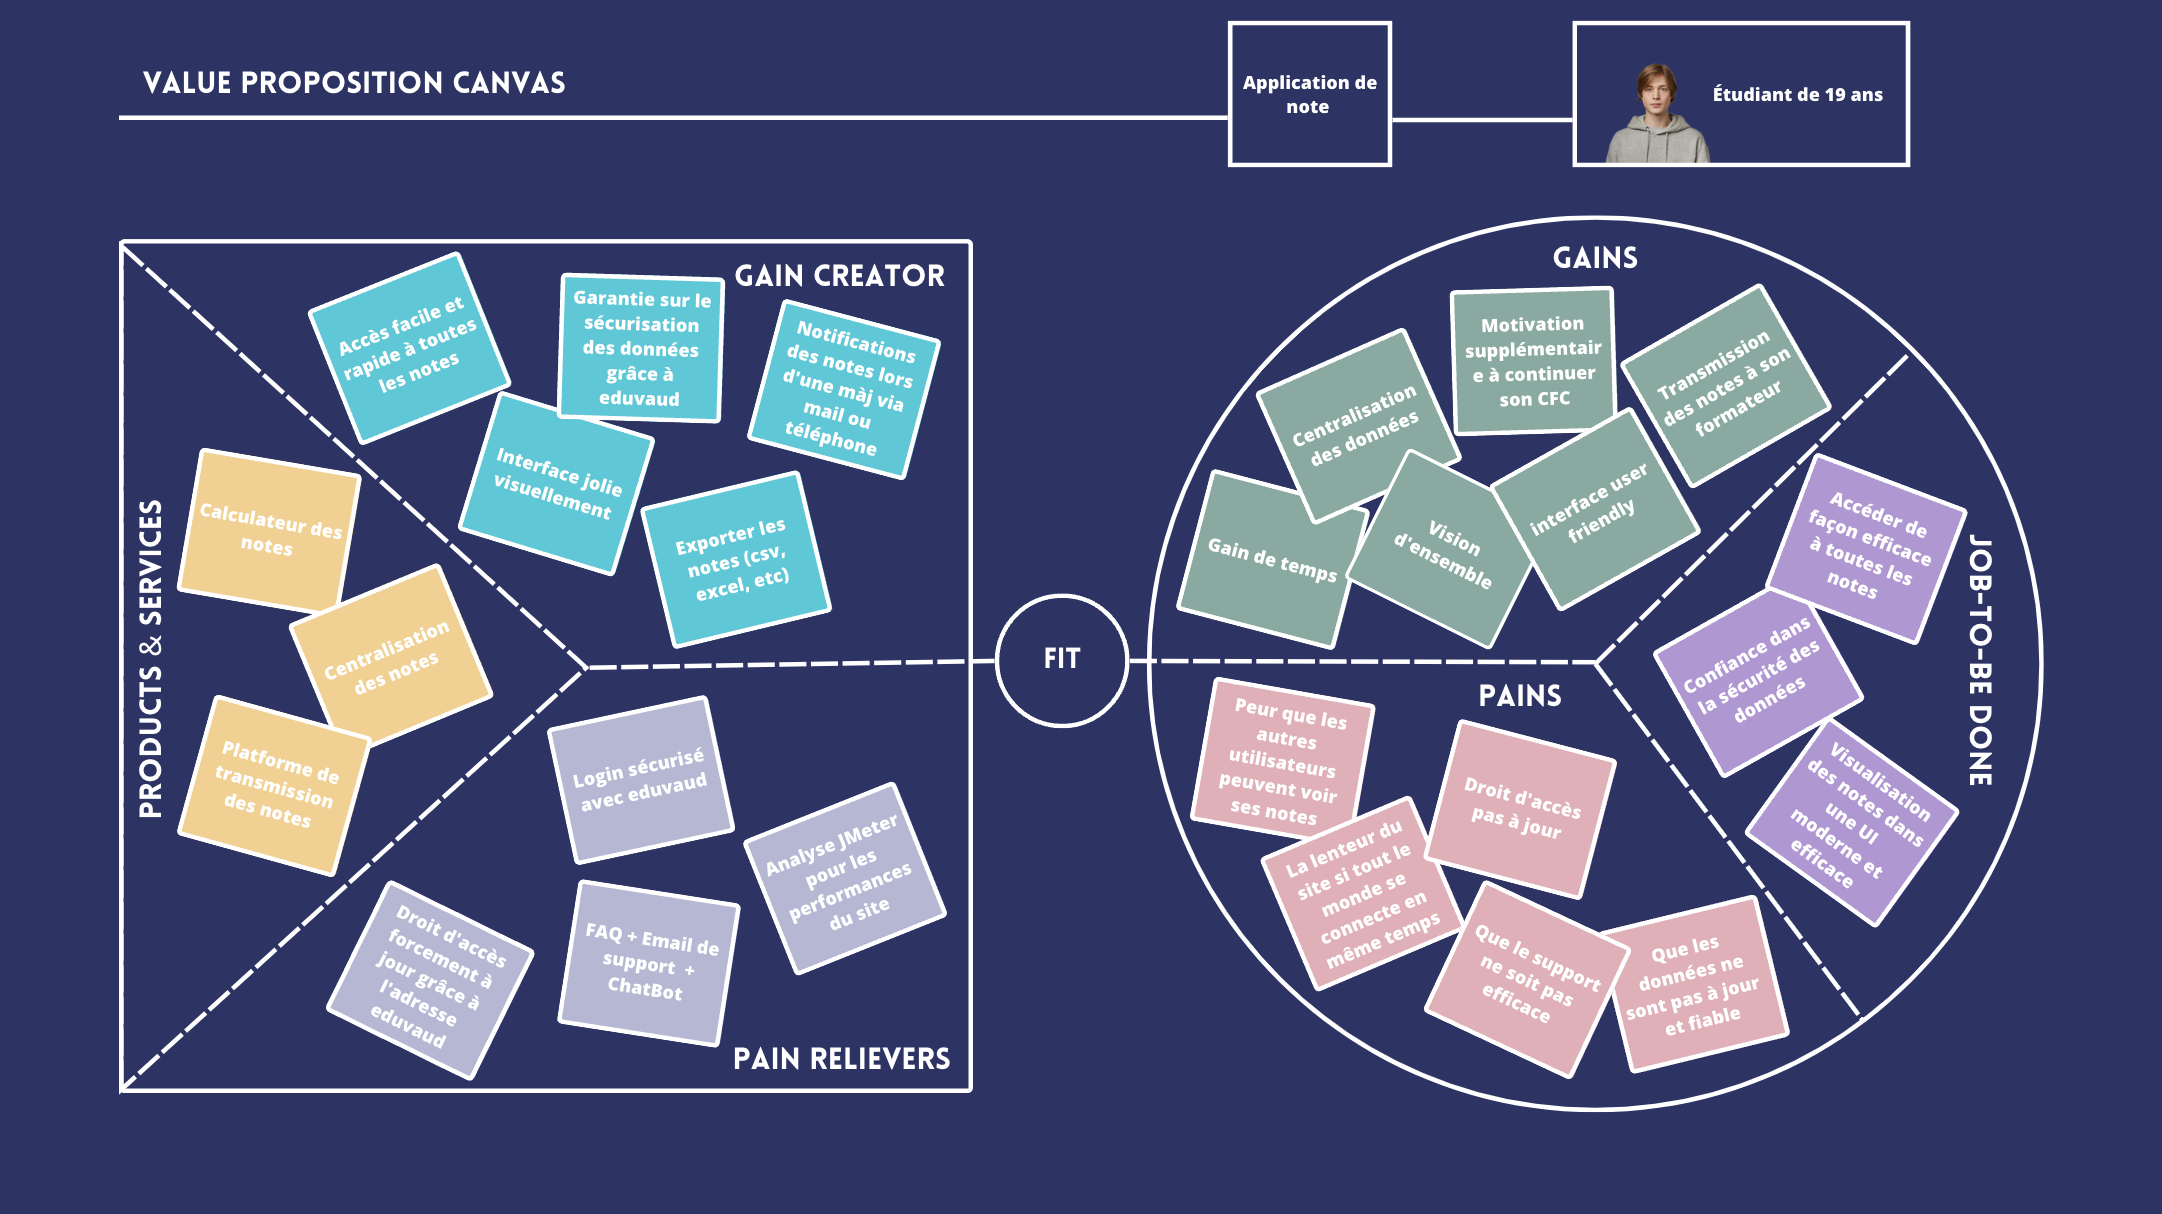 VALUE PROPOSITION CANVAS
Application de
note
Étudiant de 19 ans
GAIN CREATOR
Accès facile et
rapide à toutes
les notes
Garantie sur le
sécurisation
des données
grâce à
eduvaud
Notifications
des notes lors
d'une màj via
mail ou
téléphone
Interface jolie
visuellement
Exporter les
notes (csv,
excel, etc)
PRODUCTS & SERVICES
Calculateur des
notes
Centralisation
des notes
Platforme de
transmission
des notes
Login sécurisé
avec eduvaud
Analyse JMeter
pour les
performances
du site
Droit d'accès
forcement à
jour grâce à
l'adresse
eduvaud
FAQ + Email de
support +
ChatBot
PAIN RELIEVERS
FIT
GAINS
Motivation
supplémentair
e à continuer
son CFC
Transmission
des notes à son
formateur
Centralisation
des données
Gain de temps
Vision
d'ensemble
interface user
friendly
JOB-TO-BE DONE
Accéder de
façon efficace
à toutes les
notes
Confiance dans
la sécurité des
données
Visualisation
des notes dans
une UI
moderne et
efficace
PAINS
Peur que les
autres
utilisateurs
peuvent voir
ses notes
Droit d'accès
pas à jour
La lenteur du
site si tout le
monde se
connecte en
même temps
Que le support
ne soit pas
efficace
Que les
données ne
sont pas à jour
et fiable